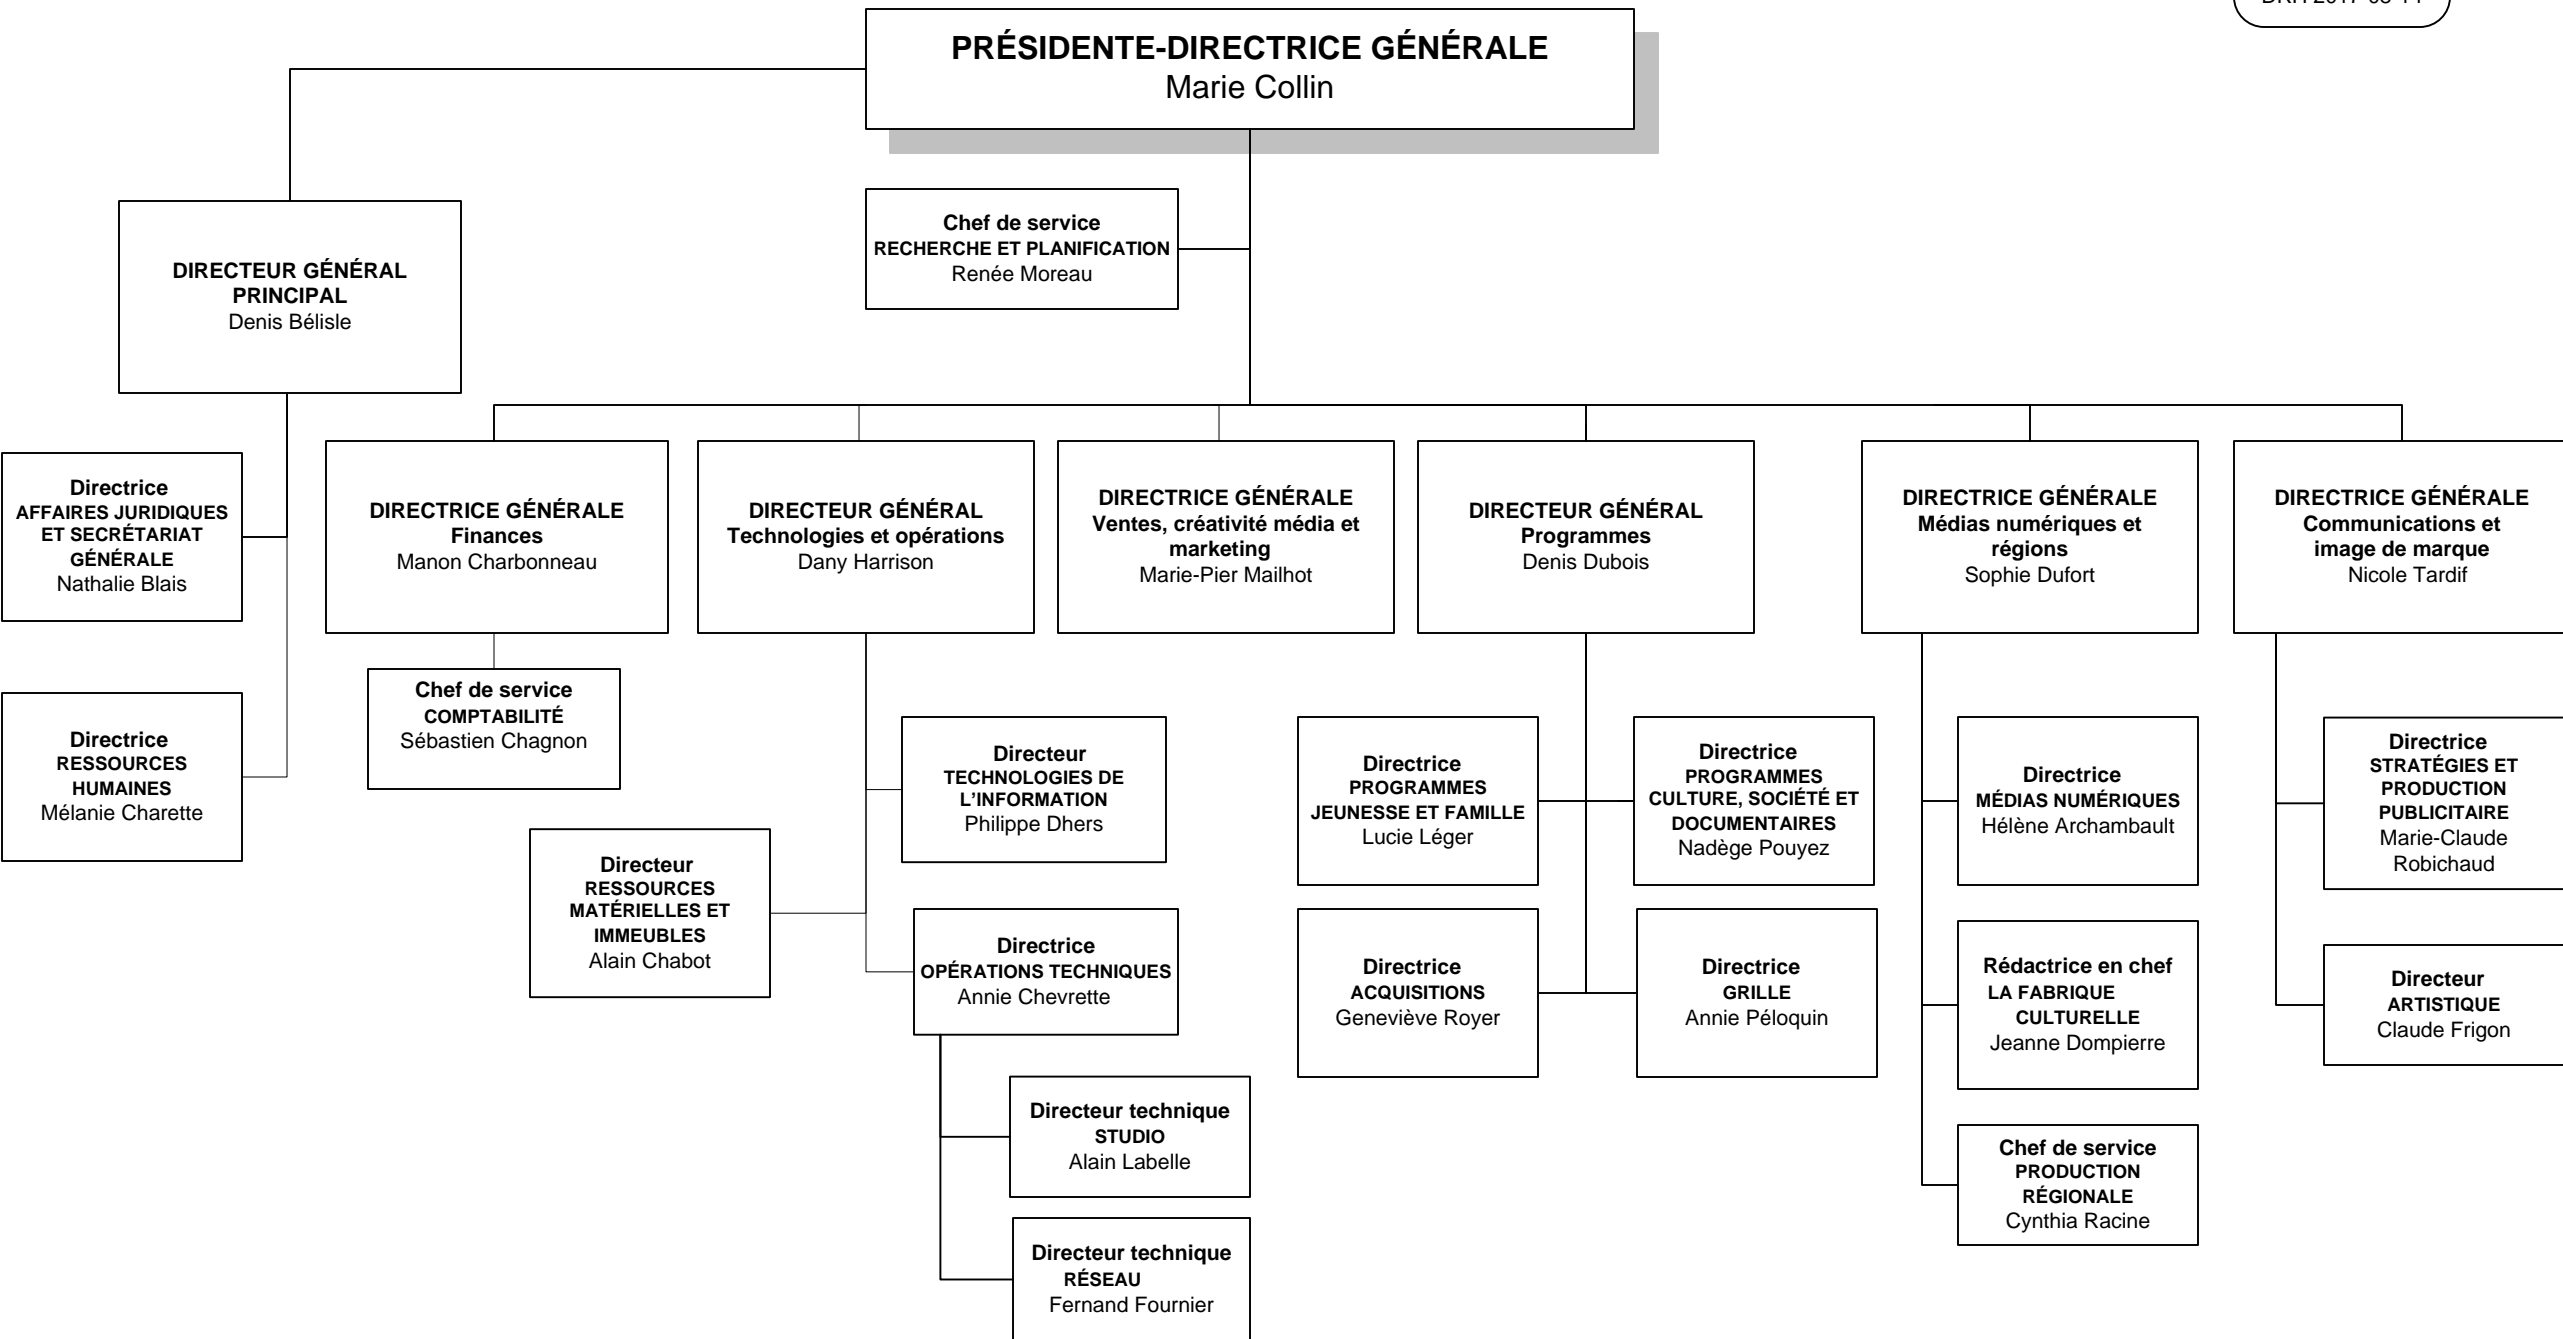 PRÉSIDENTE-DIRECTRICE GÉNÉRALE
Marie Collin
Chef de service
RECHERCHE ET PLANIFICATION
Renée Moreau
DIRECTEUR GÉNÉRAL
PRINCIPAL
Denis Bélisle
Directrice
AFFAIRES JURIDIQUES
ET SECRÉTARIAT
GÉNÉRALE
Nathalie Blais
Directrice
RESSOURCES
HUMAINES
Mélanie Charette
DIRECTRICE GÉNÉRALE
Finances
Manon Charbonneau
Chef de service
COMPTABILITÉ
Sébastien Chagnon
DIRECTEUR GÉNÉRAL
Technologies et opérations
Dany Harrison
Directeur
TECHNOLOGIES DE
L’INFORMATION
Philippe Dhers
Directeur
RESSOURCES
MATÉRIELLES ET
IMMEUBLES
Alain Chabot
Directrice
OPÉRATIONS TECHNIQUES
Annie Chevrette
Directeur technique
STUDIO
Alain Labelle
Directeur technique
RÉSEAU
Fernand Fournier
DIRECTRICE GÉNÉRALE
Ventes, créativité média et
marketing
Marie-Pier Mailhot
DIRECTEUR GÉNÉRAL
Programmes
Denis Dubois
Directrice
PROGRAMMES
JEUNESSE ET FAMILLE
Lucie Léger
Directrice
PROGRAMMES
CULTURE, SOCIÉTÉ ET
DOCUMENTAIRES
Nadège Pouyez
Directrice
ACQUISITIONS
Geneviève Royer
Directrice
GRILLE
Annie Péloquin
DIRECTRICE GÉNÉRALE
Médias numériques et
régions
Sophie Dufort
Directrice
MÉDIAS NUMÉRIQUES
Hélène Archambault
Rédactrice en chef
LA FABRIQUE
CULTURELLE
Jeanne Dompierre
Chef de service
PRODUCTION
RÉGIONALE
Cynthia Racine
DIRECTRICE GÉNÉRALE
Communications et
image de marque
Nicole Tardif
Directrice
STRATÉGIES ET
PRODUCTION
PUBLICITAIRE
Marie-Claude
Robichaud
Directeur
ARTISTIQUE
Claude Frigon